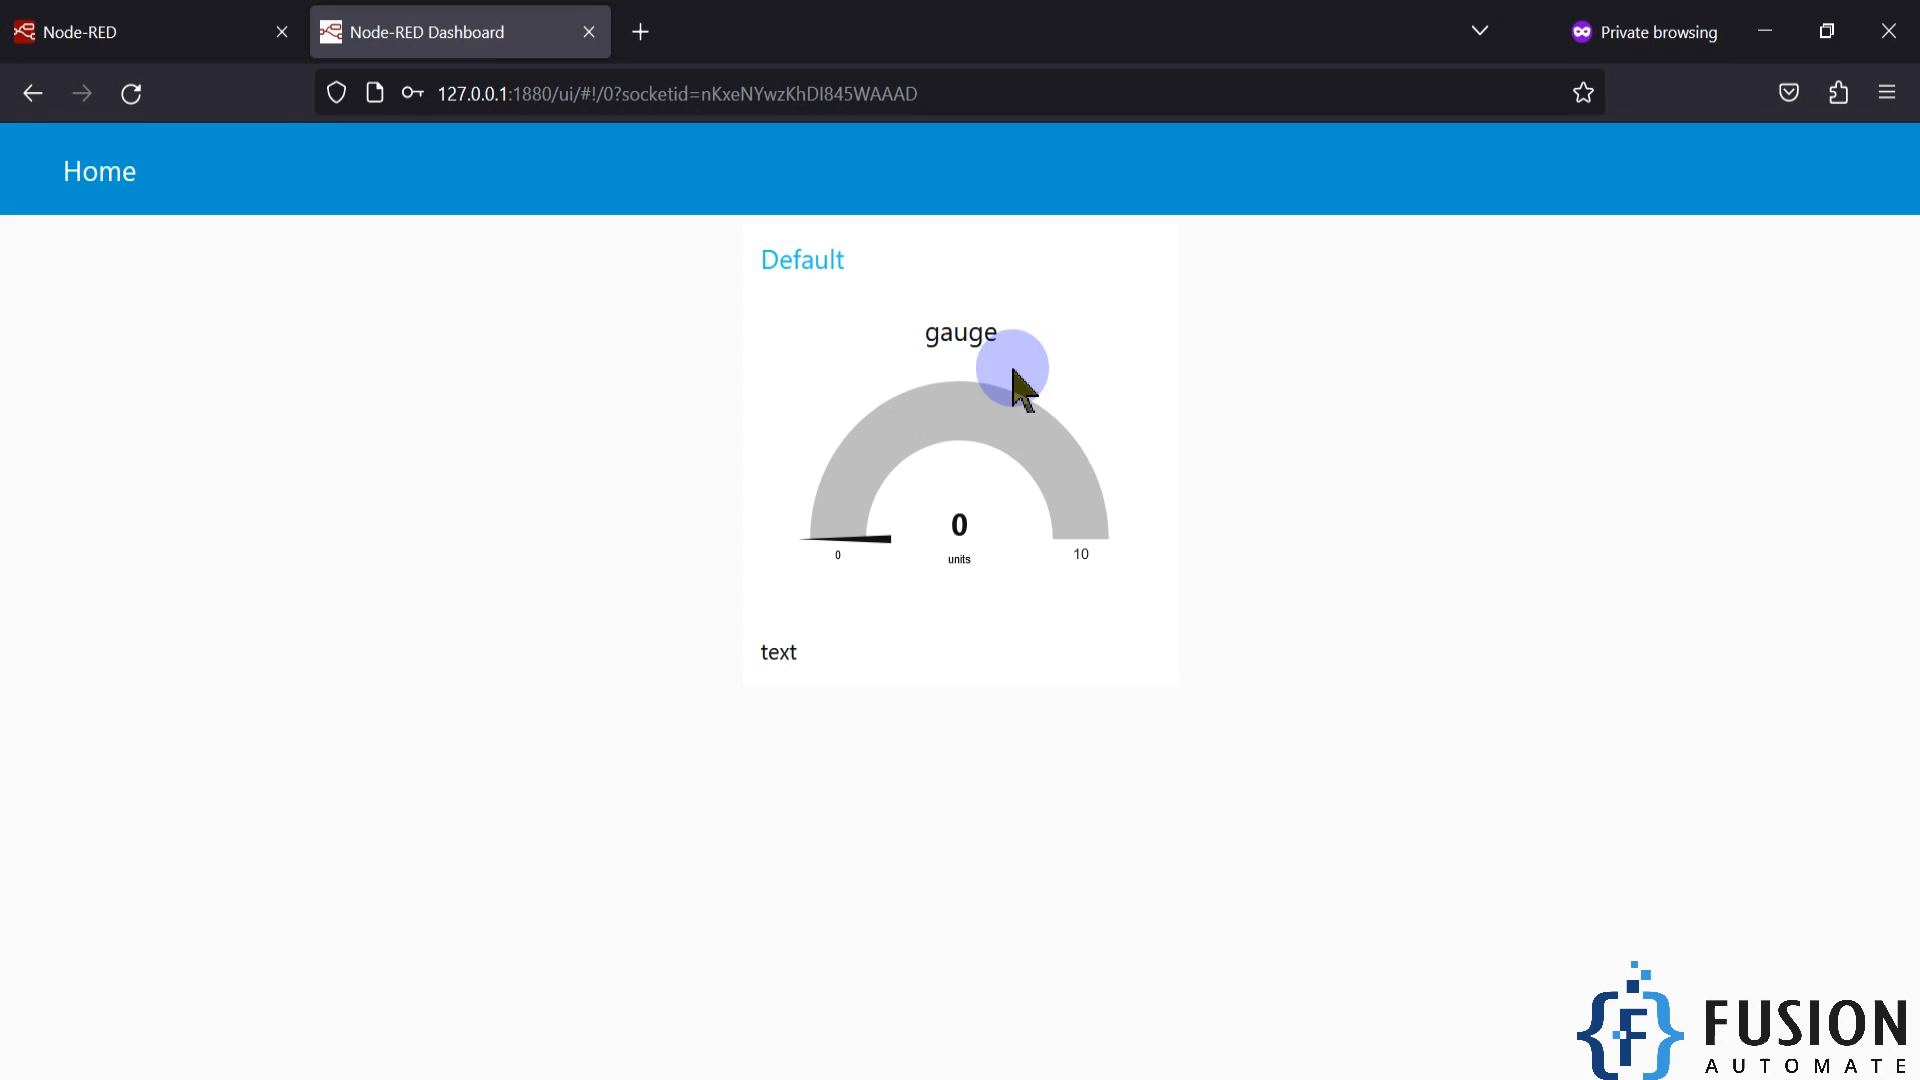 Node-RED
Node-RED Dashboard
Private browsing
127.0.0.1:1880/ui/#!/0?socketid=nKxeNYwzKhDI845WAAAD
Home
Default
gauge
0
units
0
10
text
F
FUSION
AUTOMATE